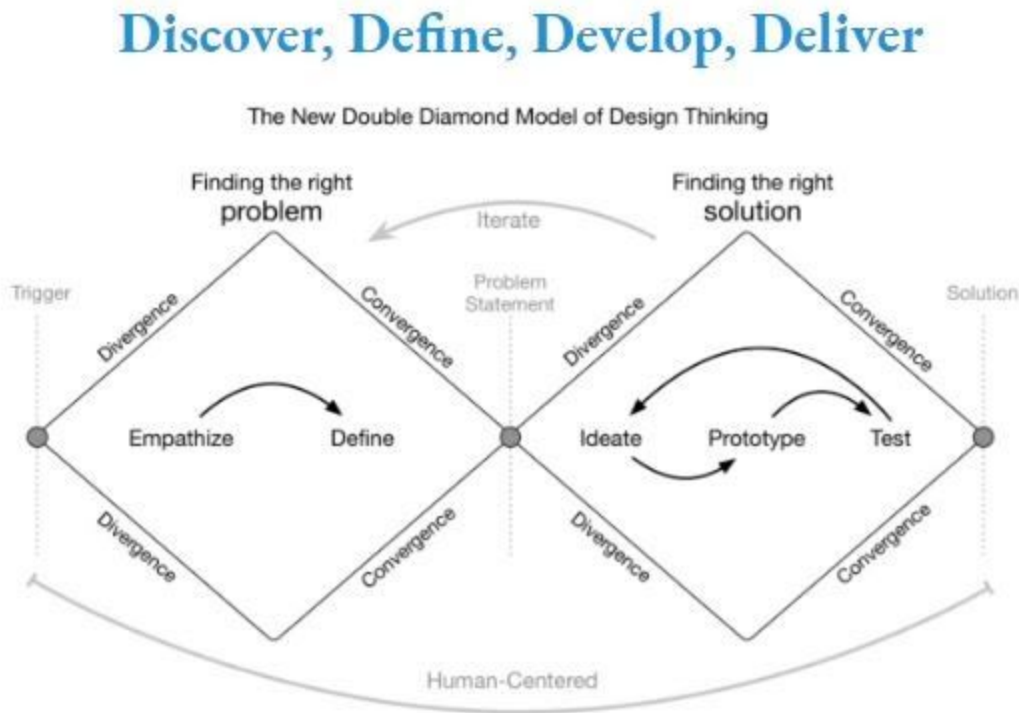 Discover, Define, Develop, Deliver
The New Double Diamond Model of Design Thinking
Finding the right
problem
Finding the right
solution
Iterate
Trigger
Problem
Statement
Solution
Divergence
Convergence
Divergence
Convergence
Empathize
Define
Ideate
Prototype
Test
Divergence
Convergence
Divergence
Convergence
Human-Centered